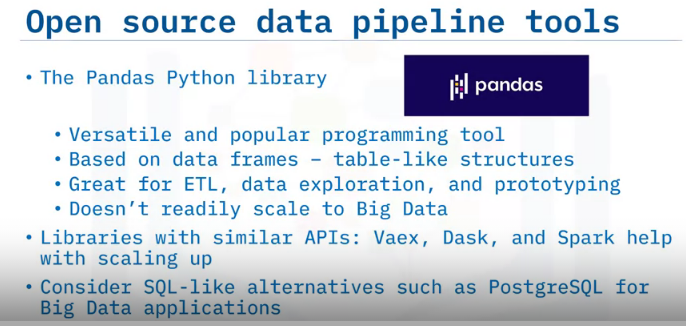 Open source data pipeline tools
• The Pandas Python library
pandas
• Versatile and popular programming tool
• Based on data frames – table-like structures
• Great for ETL, data exploration, and prototyping
• Doesn’t readily scale to Big Data
• Libraries with similar APIs: Vaex, Dask, and Spark help
with scaling up
• Consider SQL-like alternatives such as PostgreSQL for
Big Data applications